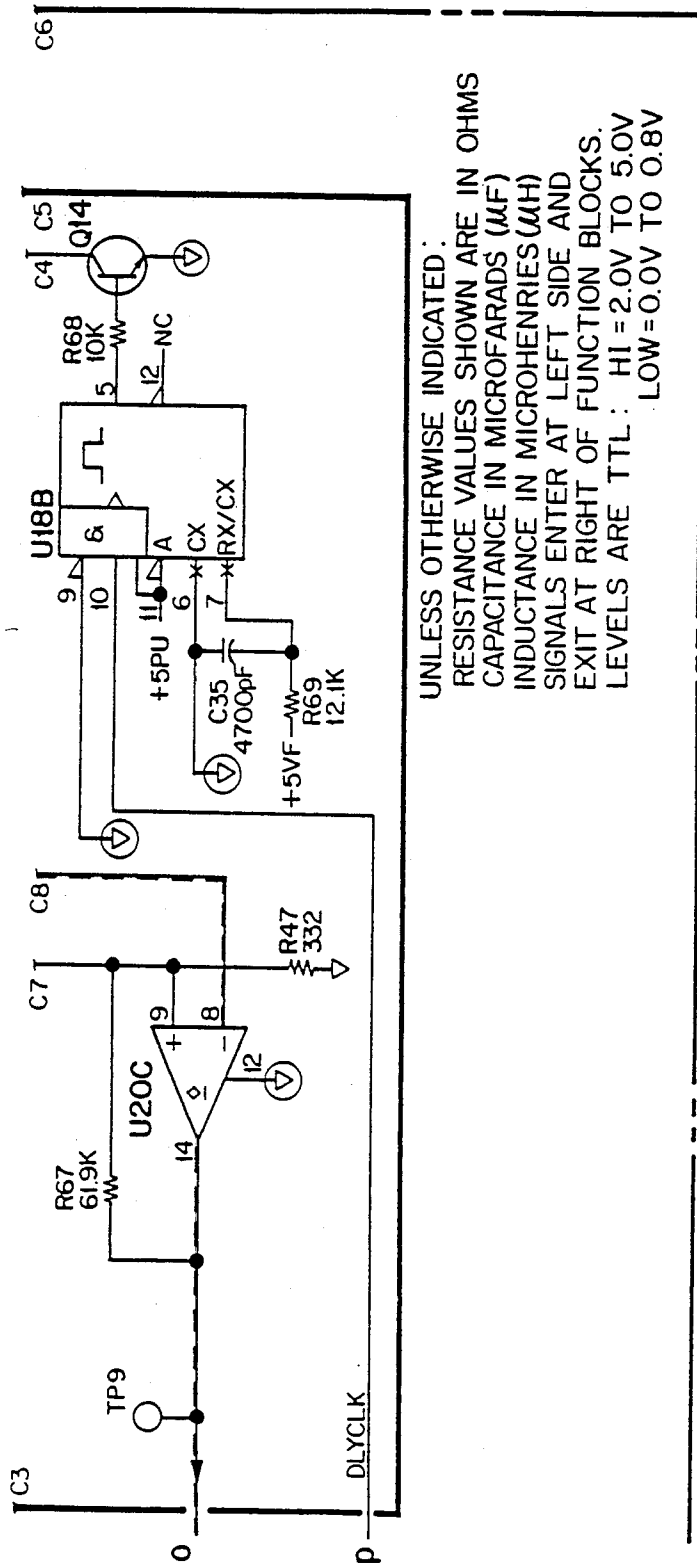 C3
C7
C8
C4
C5
C6
TP9
R67
61.9K
U20C
14
+
9
−
8
12
R47
332
O
DLYCLK
p
U18B
&
9
10
11
A
+5PU
6
CX
7
RX/CX
C35
4700pF
+5VF
R69
12.1K
5
R68
10K
Q14
12
NC
UNLESS OTHERWISE INDICATED:
RESISTANCE VALUES SHOWN ARE IN OHMS
CAPACITANCE IN MICROFARADS (µF)
INDUCTANCE IN MICROHENRIES (µH)
SIGNALS ENTER AT LEFT SIDE AND
EXIT AT RIGHT OF FUNCTION BLOCKS.
LEVELS ARE TTL: HI = 2.0V TO 5.0V
LOW = 0.0V TO 0.8V